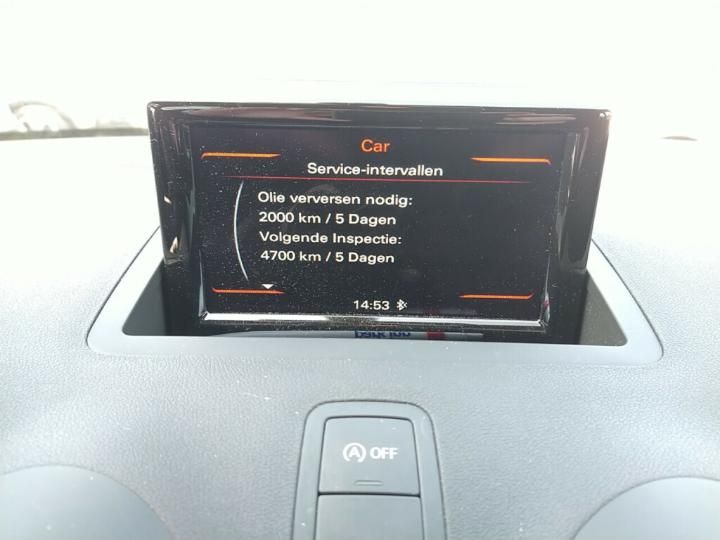 Car
Service-intervallen
Olie verversen nodig:
2000 km / 5 Dagen
Volgende Inspectie:
4700 km / 5 Dagen
14:53
A OFF